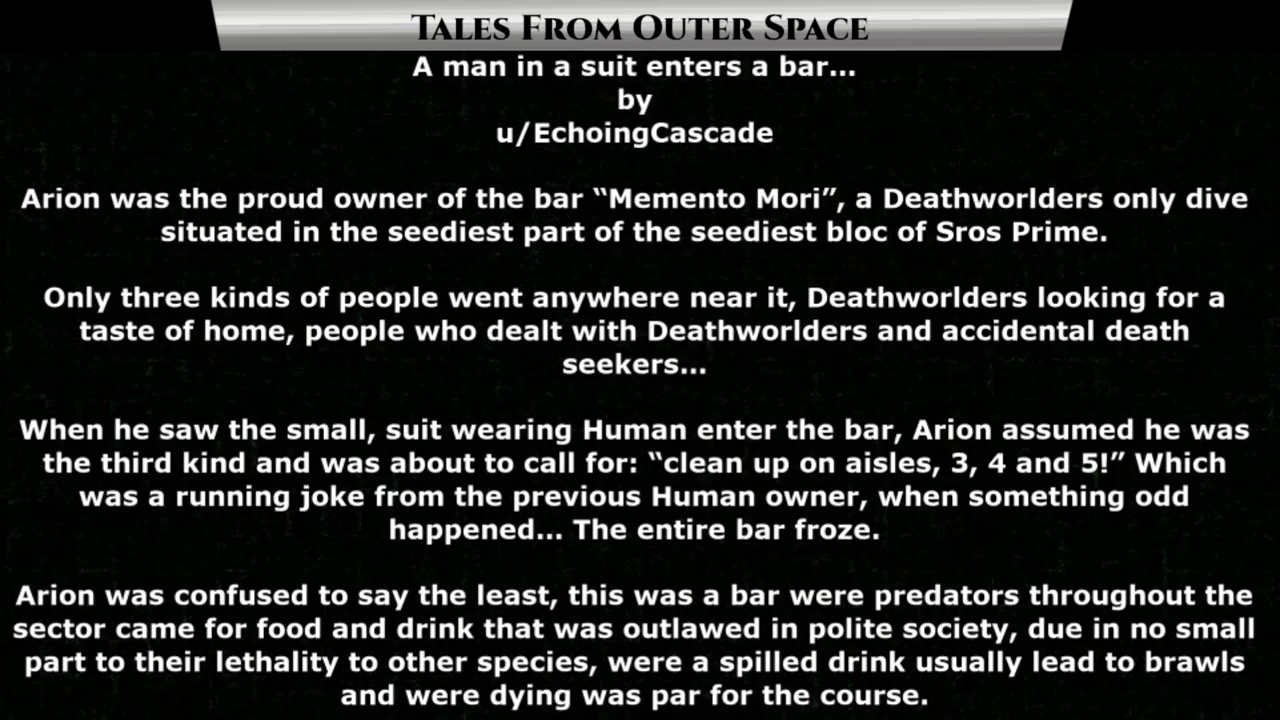 Tales From Outer Space
A man in a suit enters a bar...
by
u/EchoingCascade
Arion was the proud owner of the bar “Memento Mori”, a Deathworlders only dive
situated in the seediest part of the seediest bloc of Sros Prime.
Only three kinds of people went anywhere near it, Deathworlders looking for a
taste of home, people who dealt with Deathworlders and accidental death
seekers...
When he saw the small, suit wearing Human enter the bar, Arion assumed he was
the third kind and was about to call for: “clean up on aisles, 3, 4 and 5!” Which
was a running joke from the previous Human owner, when something odd
happened... The entire bar froze.
Arion was confused to say the least, this was a bar were predators throughout the
sector came for food and drink that was outlawed in polite society, due in no small
part to their lethality to other species, were a spilled drink usually lead to brawls
and were dying was par for the course.